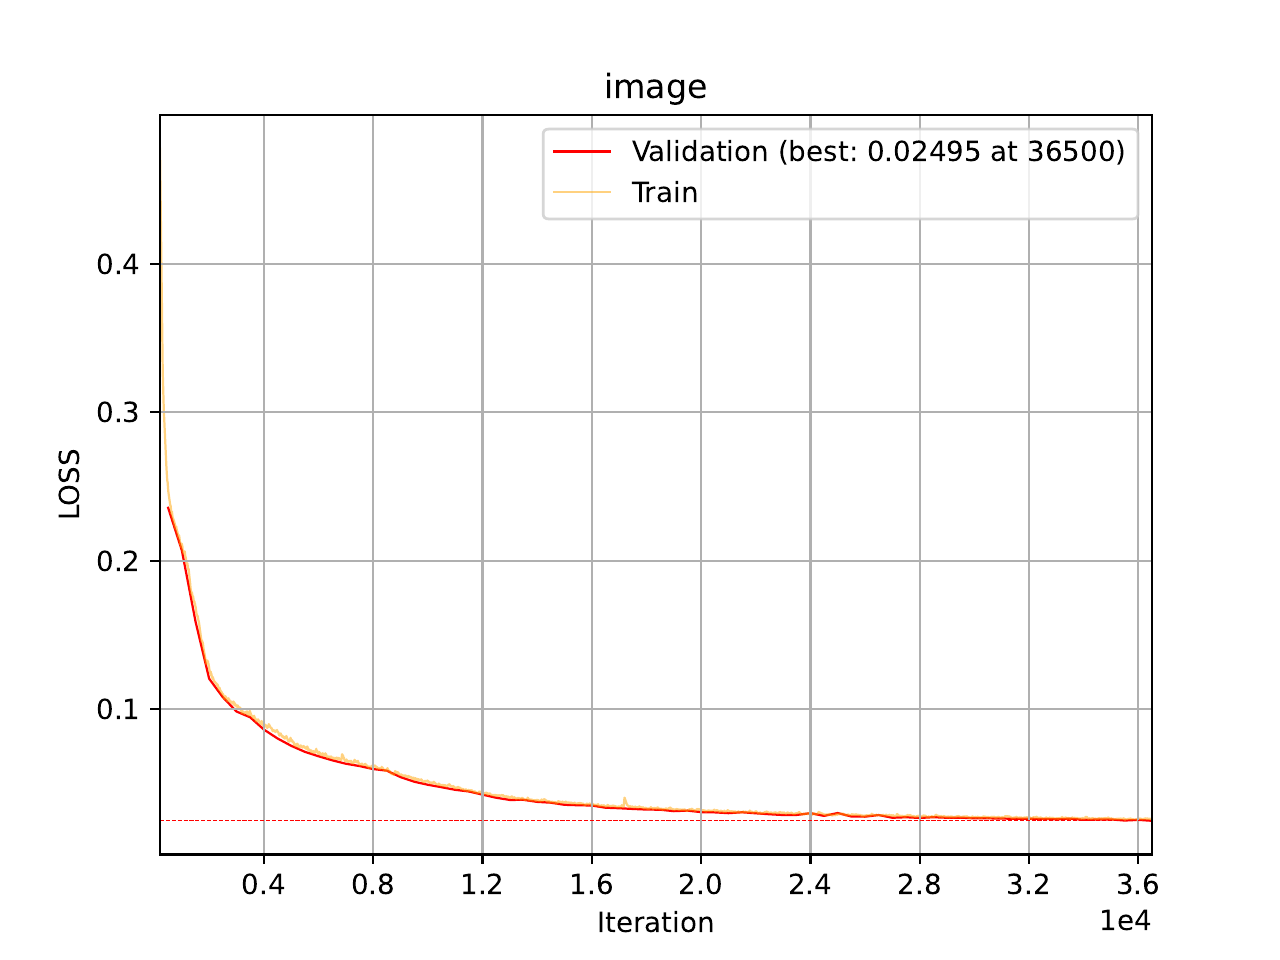 image
Validation (best: 0.02495 at 36500)
Train
0.4
0.3
0.2
0.1
LOSS
0.4 0.8 1.2 1.6 2.0 2.4 2.8 3.2 3.6
Iteration
1e4